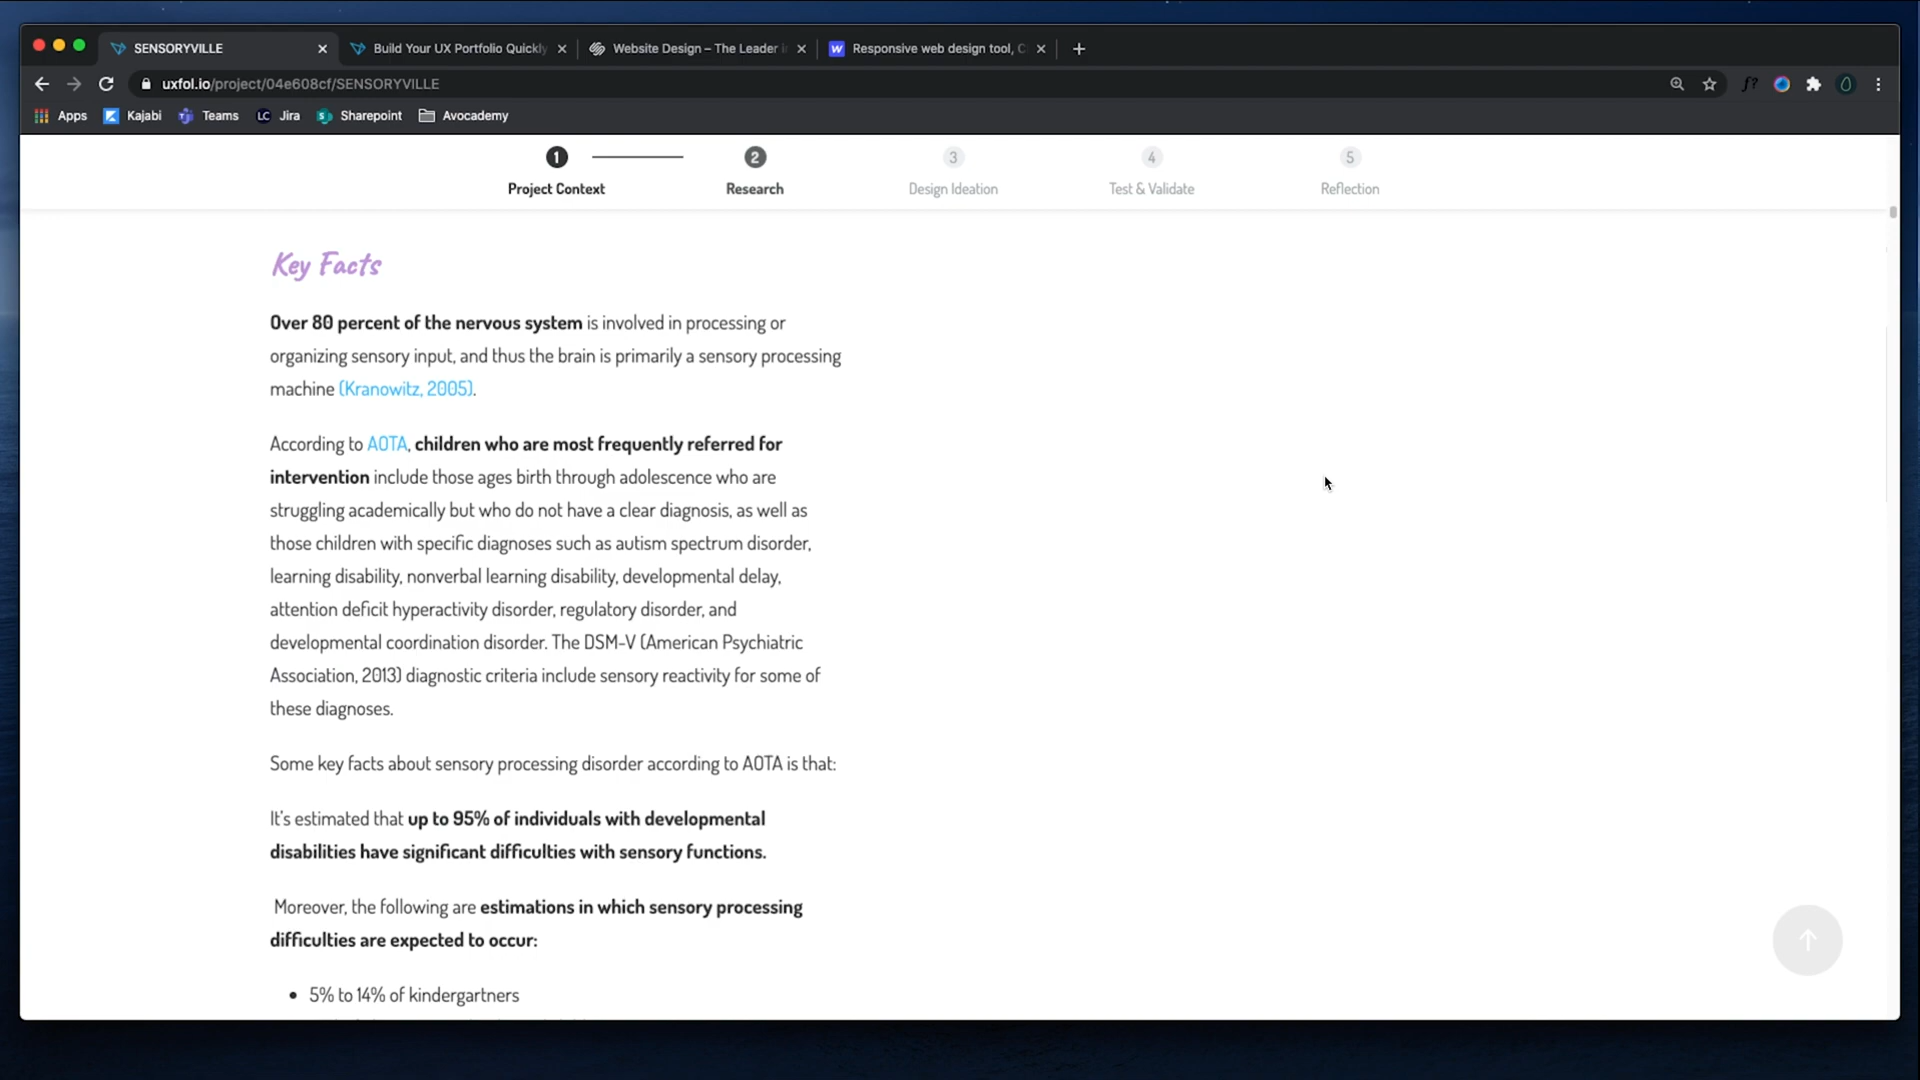 SENSORYVILLE
Build Your UX Portfolio Quickly
Website Design – The Leader i
Responsive web design tool, C
uxfol.io/project/04e608cf/SENSORYVILLE
Apps
Kajabi
Teams
LC
Jira
Sharepoint
Avocademy
1
2
3
4
5
Project Context
Research
Design Ideation
Test & Validate
Reflection
Key Facts
Over 80 percent of the nervous system is involved in processing or
organizing sensory input, and thus the brain is primarily a sensory processing
machine (Kranowitz, 2005).
According to AOTA, children who are most frequently referred for
intervention include those ages birth through adolescence who are
struggling academically but who do not have a clear diagnosis, as well as
those children with specific diagnoses such as autism spectrum disorder,
learning disability, nonverbal learning disability, developmental delay,
attention deficit hyperactivity disorder, regulatory disorder, and
developmental coordination disorder. The DSM-V (American Psychiatric
Association, 2013) diagnostic criteria include sensory reactivity for some of
these diagnoses.
Some key facts about sensory processing disorder according to AOTA is that:
It's estimated that up to 95% of individuals with developmental
disabilities have significant difficulties with sensory functions.
Moreover, the following are estimations in which sensory processing
difficulties are expected to occur:
• 5% to 14% of kindergartners